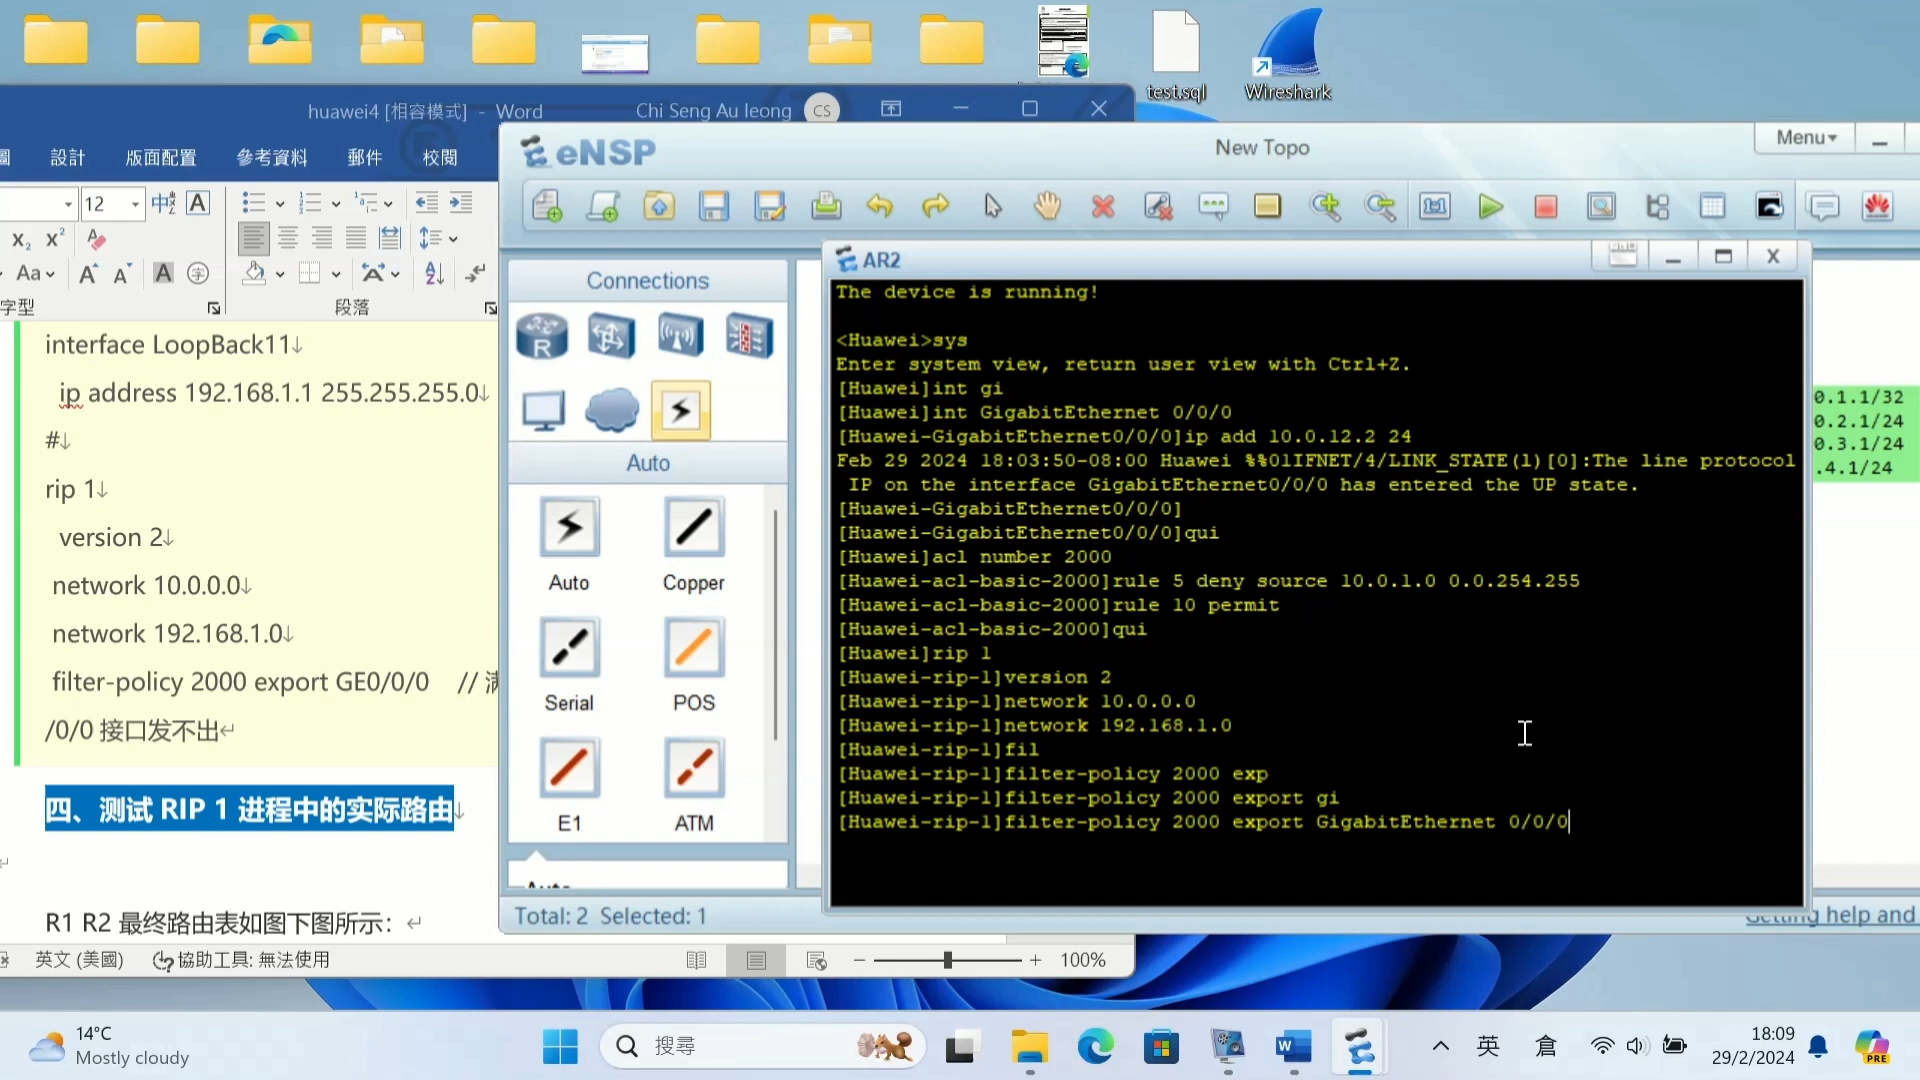 test.sql
Wireshark
huawei4 [相容模式] - Word
Chi Seng Au leong
CS
設計
版面配置
參考資料
郵件
校閱
12
A
X₂
X²
Aa
A
A
A
字
字型
段落
interface LoopBack11↓
ip address 192.168.1.1 255.255.255.0↓
#↓
rip 1↓
version 2↓
network 10.0.0.0↓
network 192.168.1.0↓
filter-policy 2000 export GE0/0/0 // 满
/0/0 接口发不出↵
四、测试 RIP 1 进程中的实际路由↓
R1 R2 最终路由表如图下图所示：↵
英文 (美國)
協助工具: 無法使用
100%
eNSP
New Topo
Menu
Connections
Auto
Auto
Copper
Serial
POS
E1
ATM
Total: 2 Selected: 1
AR2
The device is running!
<Huawei>sys
Enter system view, return user view with Ctrl+Z.
[Huawei]int gi
[Huawei]int GigabitEthernet 0/0/0
[Huawei-GigabitEthernet0/0/0]ip add 10.0.12.2 24
Feb 29 2024 18:03:50-08:00 Huawei %%01IFNET/4/LINK_STATE(l)[0]:The line protocol
IP on the interface GigabitEthernet0/0/0 has entered the UP state.
[Huawei-GigabitEthernet0/0/0]
[Huawei-GigabitEthernet0/0/0]qui
[Huawei]acl number 2000
[Huawei-acl-basic-2000]rule 5 deny source 10.0.1.0 0.0.254.255
[Huawei-acl-basic-2000]rule 10 permit
[Huawei-acl-basic-2000]qui
[Huawei]rip 1
[Huawei-rip-1]version 2
[Huawei-rip-1]network 10.0.0.0
[Huawei-rip-1]network 192.168.1.0
[Huawei-rip-1]fil
[Huawei-rip-1]filter-policy 2000 exp
[Huawei-rip-1]filter-policy 2000 export gi
[Huawei-rip-1]filter-policy 2000 export GigabitEthernet 0/0/0
0.1.1/32
0.2.1/24
0.3.1/24
.4.1/24
Getting help and
14°C
Mostly cloudy
搜尋
英
倉
18:09
29/2/2024
PRE